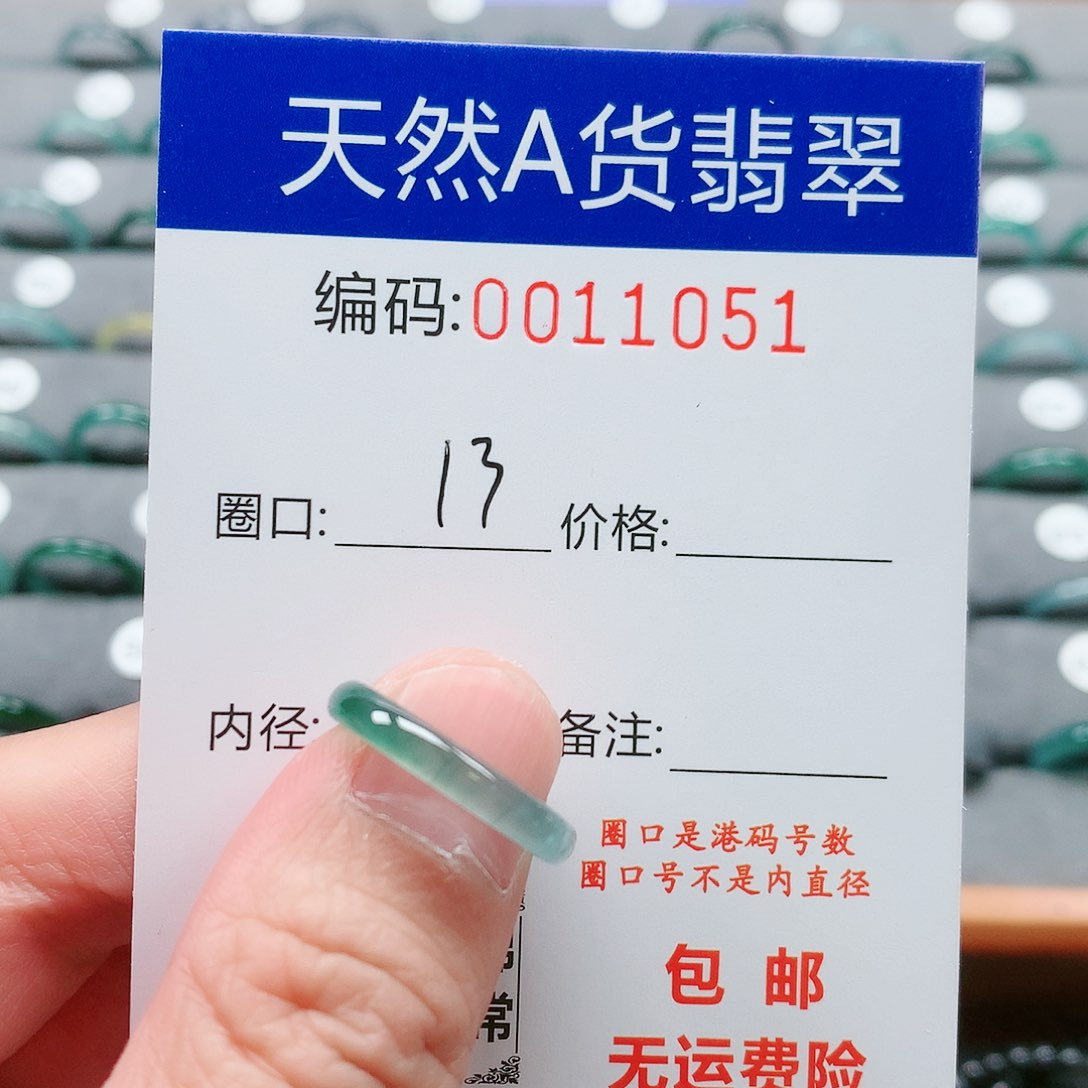 天然A货翡翠
编码:0011051
圈口: 13 价格:
内径: 备注:
圈口是港码号数
圈口号不是内直径
包 邮
常
无运费险